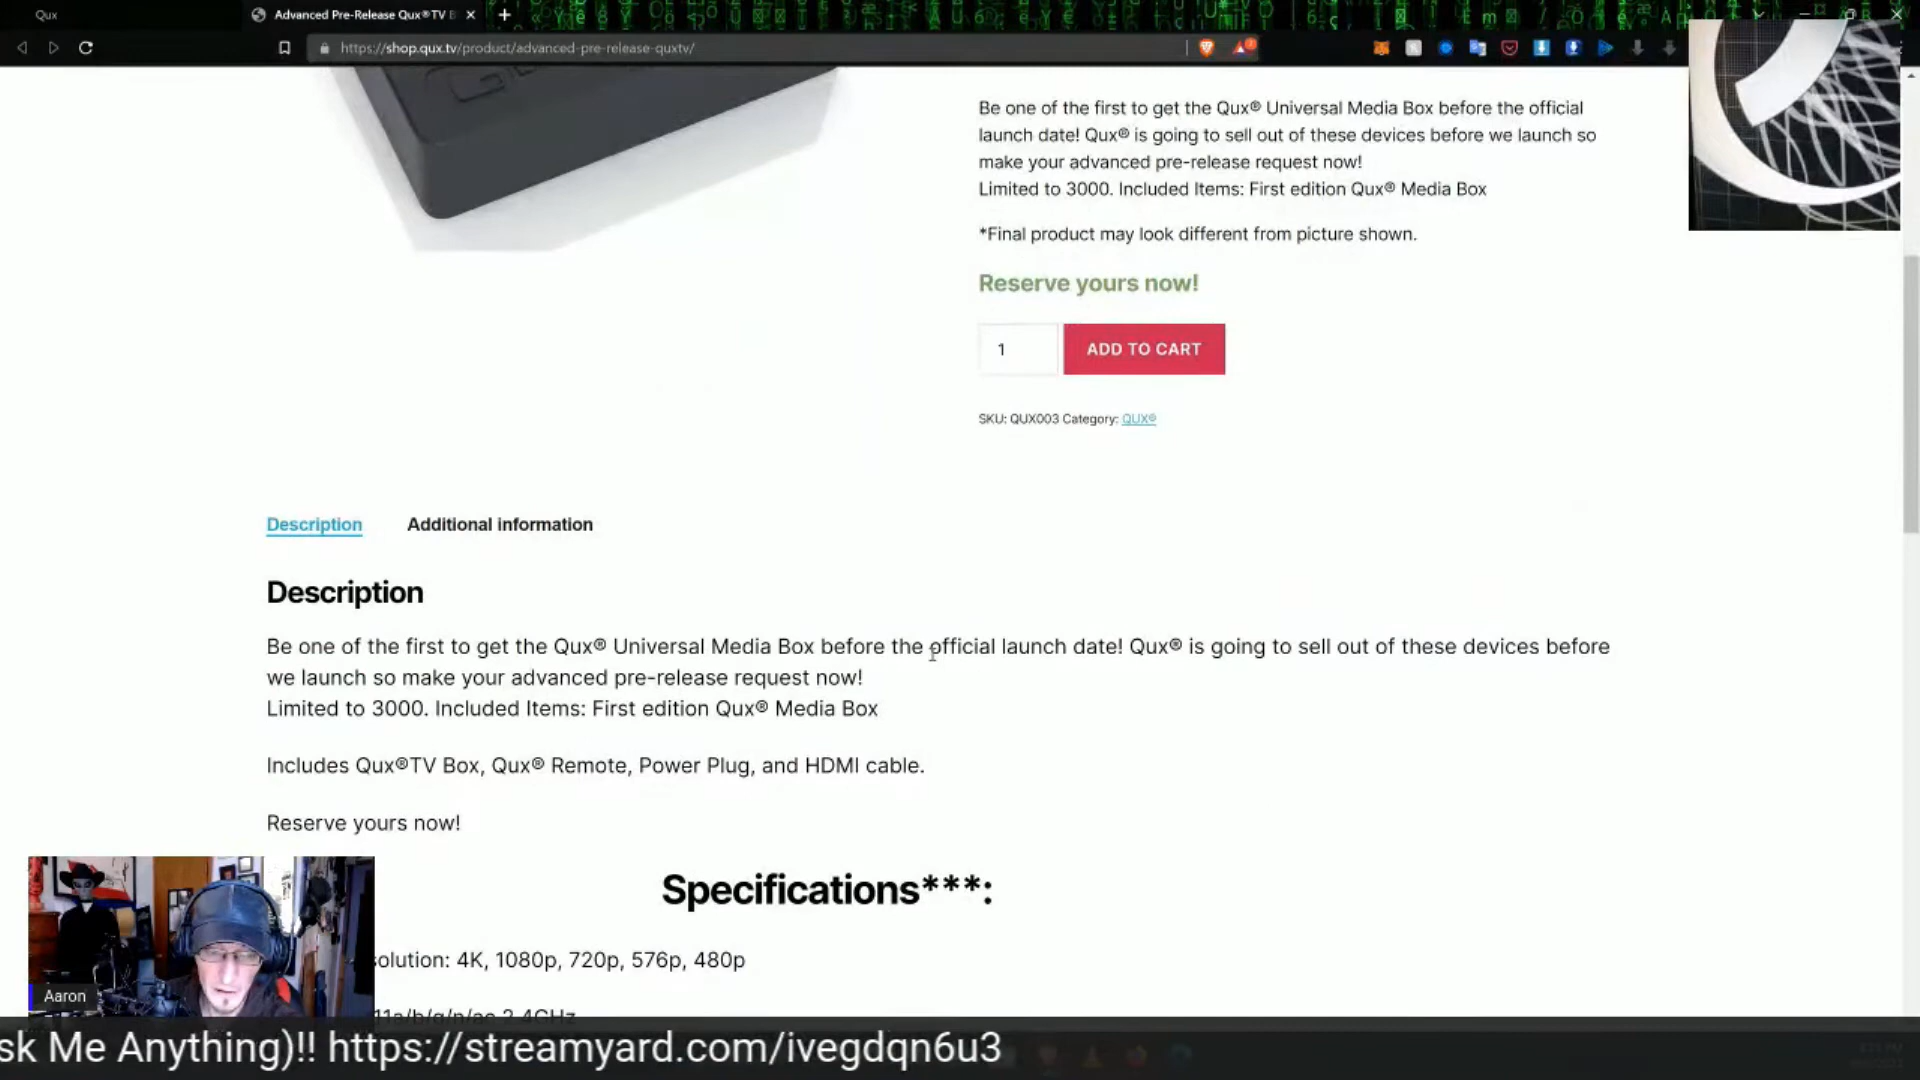 Qux
Advanced Pre-Release Qux®TV B
https://shop.qux.tv/product/advanced-pre-release-quxtv/
Be one of the first to get the Qux® Universal Media Box before the official
launch date! Qux® is going to sell out of these devices before we launch so
make your advanced pre-release request now!
Limited to 3000. Included Items: First edition Qux® Media Box
*Final product may look different from picture shown.
Reserve yours now!
1
ADD TO CART
SKU: QUX003 Category: QUX®
Description
Additional information
Description
Be one of the first to get the Qux® Universal Media Box before the official launch date! Qux® is going to sell out of these devices before
we launch so make your advanced pre-release request now!
Limited to 3000. Included Items: First edition Qux® Media Box
Includes Qux®TV Box, Qux® Remote, Power Plug, and HDMI cable.
Reserve yours now!
Specifications***:
solution: 4K, 1080p, 720p, 576p, 480p
11a/b/g/n/ac 2.4GHz
Aaron
sk Me Anything)!! https://streamyard.com/ivegdqn6u3